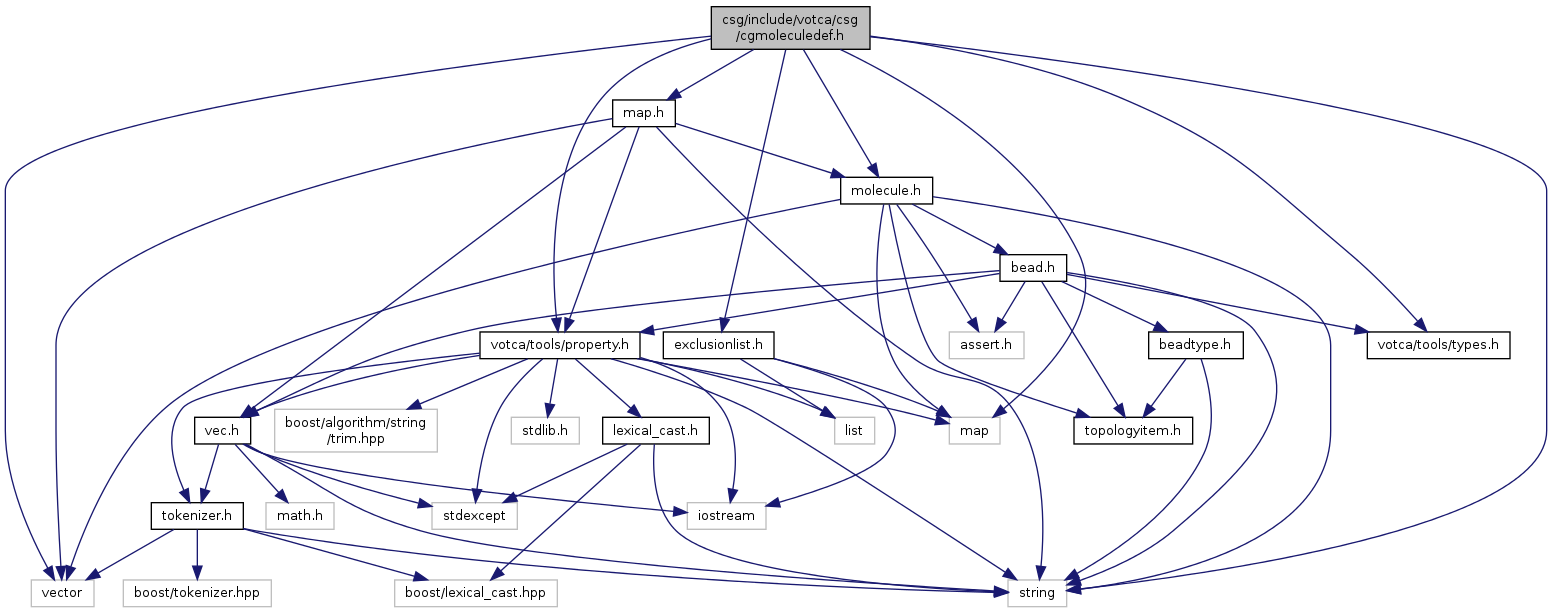 csg/include/votca/csg
/cgmoleculedef.h
map.h
molecule.h
bead.h
votca/tools/property.h
exclusionlist.h
assert.h
beadtype.h
votca/tools/types.h
vec.h
boost/algorithm/string
/trim.hpp
stdlib.h
lexical_cast.h
list
map
topologyitem.h
tokenizer.h
math.h
stdexcept
iostream
vector
boost/tokenizer.hpp
boost/lexical_cast.hpp
string